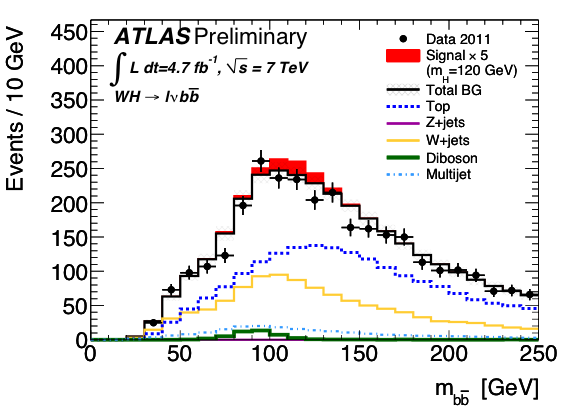 ATLAS Preliminary
∫ L dt=4.7 fb⁻¹, √s = 7 TeV
WH → lνbb̅
Data 2011
Signal × 5
(m_H=120 GeV)
Total BG
Top
Z+jets
W+jets
Diboson
Multijet
Events / 10 GeV
450
400
350
300
250
200
150
100
50
0
0 50 100 150 200 250
m_bb̅ [GeV]